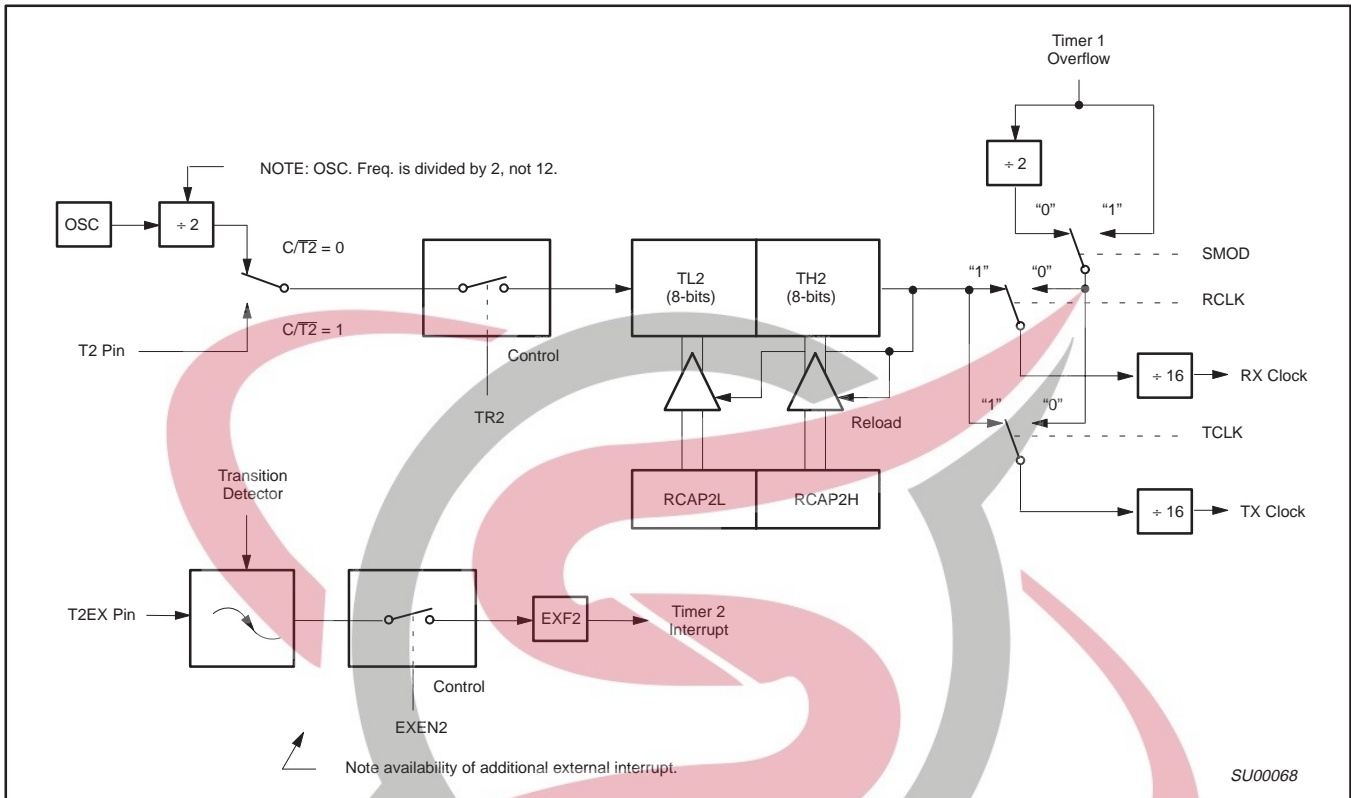 Timer 1
Overflow
÷ 2
NOTE: OSC. Freq. is divided by 2, not 12.
“0”
“1”
OSC
÷ 2
C/T2 = 0
SMOD
TL2
(8-bits)
TH2
(8-bits)
“1”
“0”
RCLK
C/T2 = 1
T2 Pin
Control
÷ 16
RX Clock
TR2
Reload
“1”
“0”
TCLK
Transition
Detector
RCAP2L
RCAP2H
÷ 16
TX Clock
T2EX Pin
EXF2
Timer 2
Interrupt
Control
EXEN2
Note availability of additional external interrupt.
SU00068